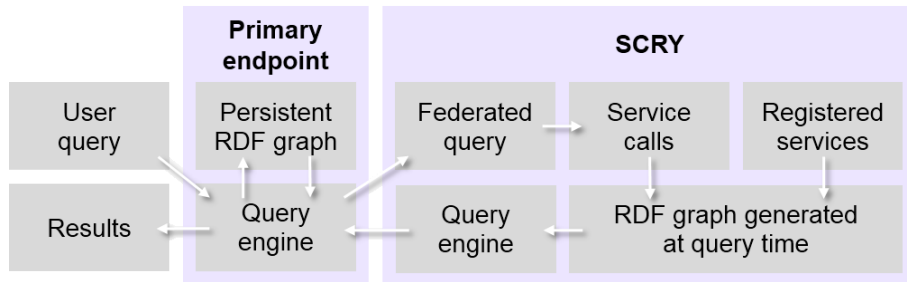 Primary
endpoint
SCRY
User
query
Persistent
RDF graph
Federated
query
Service
calls
Registered
services
Results
Query
engine
Query
engine
RDF graph generated
at query time